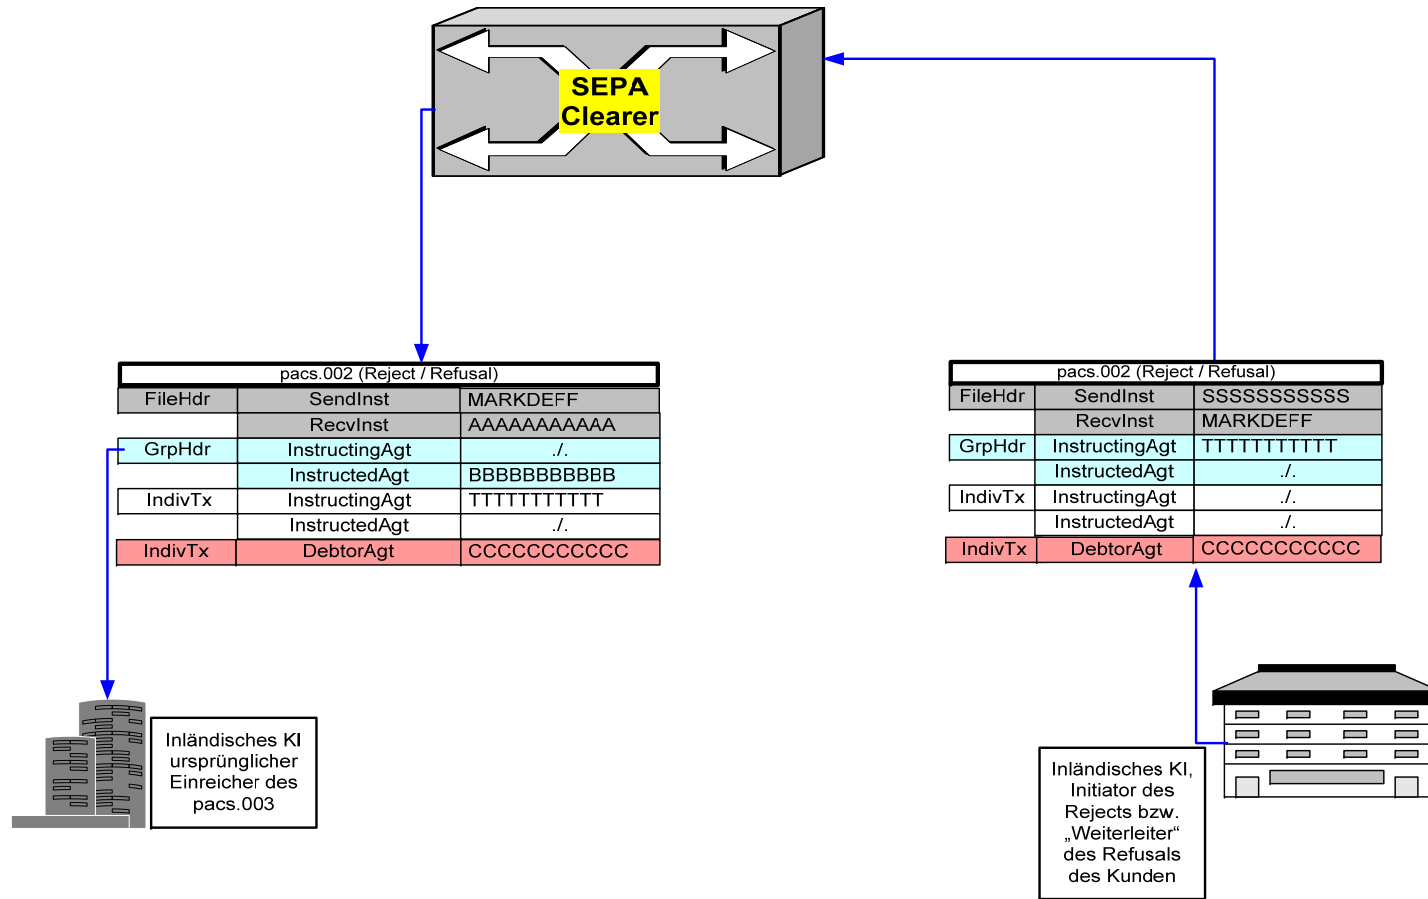 SEPA
Clearer
pacs.002 (Reject / Refusal)
FileHdr SendInst MARKDEFF
RecvInst AAAAAAAAAAA
GrpHdr InstructingAgt ./.
InstructedAgt BBBBBBBBBBB
IndivTx InstructingAgt TTTTTTTTTTT
InstructedAgt ./.
IndivTx DebtorAgt CCCCCCCCCCC
pacs.002 (Reject / Refusal)
FileHdr SendInst SSSSSSSSSSS
RecvInst MARKDEFF
GrpHdr InstructingAgt TTTTTTTTTTT
InstructedAgt ./.
IndivTx InstructingAgt ./.
InstructedAgt ./.
IndivTx DebtorAgt CCCCCCCCCCC
Inländisches KI
ursprünglicher
Einreicher des
pacs.003
Inländisches KI,
Initiator des
Rejects bzw.
„Weiterleiter“
des Refusals
des Kunden